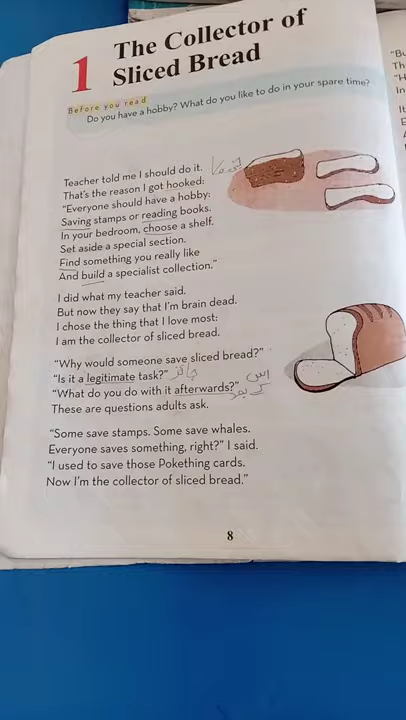 1
The Collector of
Sliced Bread
Before you read
Do you have a hobby? What do you like to do in your spare time?
Teacher told me I should do it.
That's the reason I got hooked:
"Everyone should have a hobby:
Saving stamps or reading books.
In your bedroom, choose a shelf.
Set aside a special section.
Find something you really like
And build a specialist collection."
I did what my teacher said.
But now they say that I'm brain dead.
I chose the thing that I love most:
I am the collector of sliced bread.
"Why would someone save sliced bread?"
"Is it a legitimate task?" جائز
"What do you do with it afterwards?" اس کے بعد
These are questions adults ask.
"Some save stamps. Some save whales.
Everyone saves something, right?" I said.
"I used to save those Pokething cards.
Now I'm the collector of sliced bread."
8